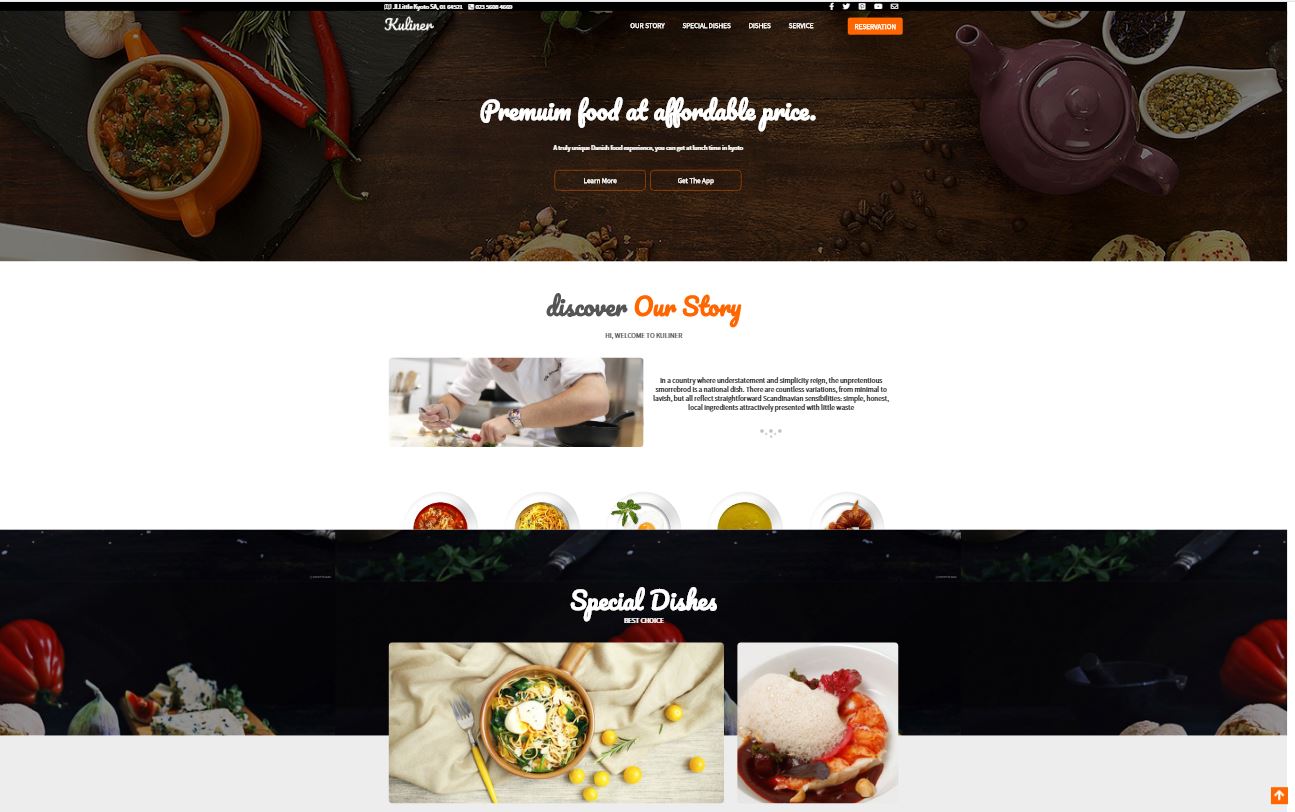 Jl.Little Kyoto SA, 01 64521 023 5698 4669
Kuliner
OUR STORY SPECIAL DISHES DISHES SERVICE RESERVATION
Premuim food at affordable price.
A truly unique Danish food experience, you can get at lunch time in kyoto
Learn More Get The App
discover Our Story
HI, WELCOME TO KULINER
In a country where understatement and simplicity reign, the unpretentious
smorrebrod is a national dish. There are countless variations, from minimal to
lavish, but all reflect straightforward Scandinavian sensibilities: simple, honest,
local ingredients attractively presented with little waste
Special Dishes
BEST CHOICE